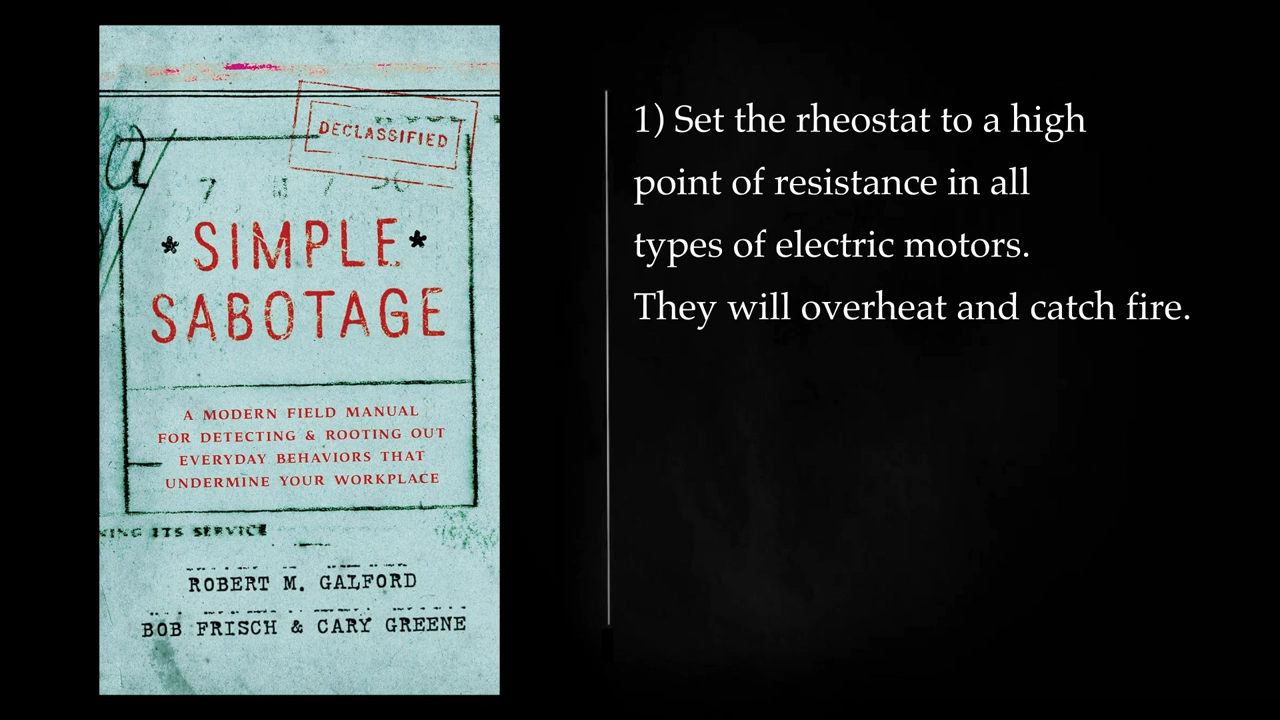 DECLASSIFIED
*SIMPLE*
SABOTAGE
A MODERN FIELD MANUAL
FOR DETECTING & ROOTING OUT
EVERYDAY BEHAVIORS THAT
UNDERMINE YOUR WORKPLACE
ITS SERVICE
ROBERT M. GALFORD
BOB FRISCH & CARY GREENE
1) Set the rheostat to a high
point of resistance in all
types of electric motors.
They will overheat and catch fire.